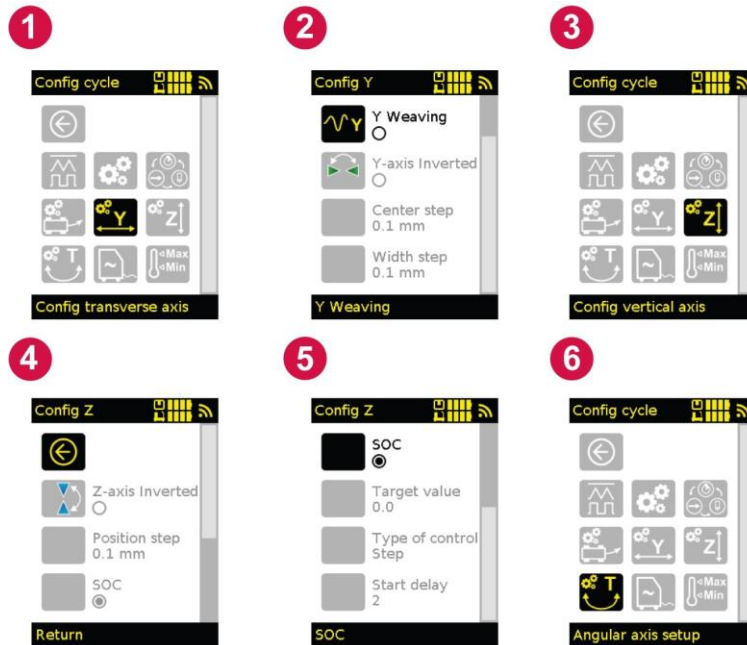 1
2
3
Config cycle
Y
Z
T
Max
Min
Config transverse axis
Config Y
Y
Y Weaving
Y-axis Inverted
Center step
0.1 mm
Width step
0.1 mm
Y Weaving
Config cycle
Y
Z
T
Max
Min
Config vertical axis
4
5
6
Config Z
Z-axis Inverted
Position step
0.1 mm
SOC
Return
Config Z
SOC
Target value
0.0
Type of control
Step
Start delay
2
SOC
Config cycle
Y
Z
T
Max
Min
Angular axis setup